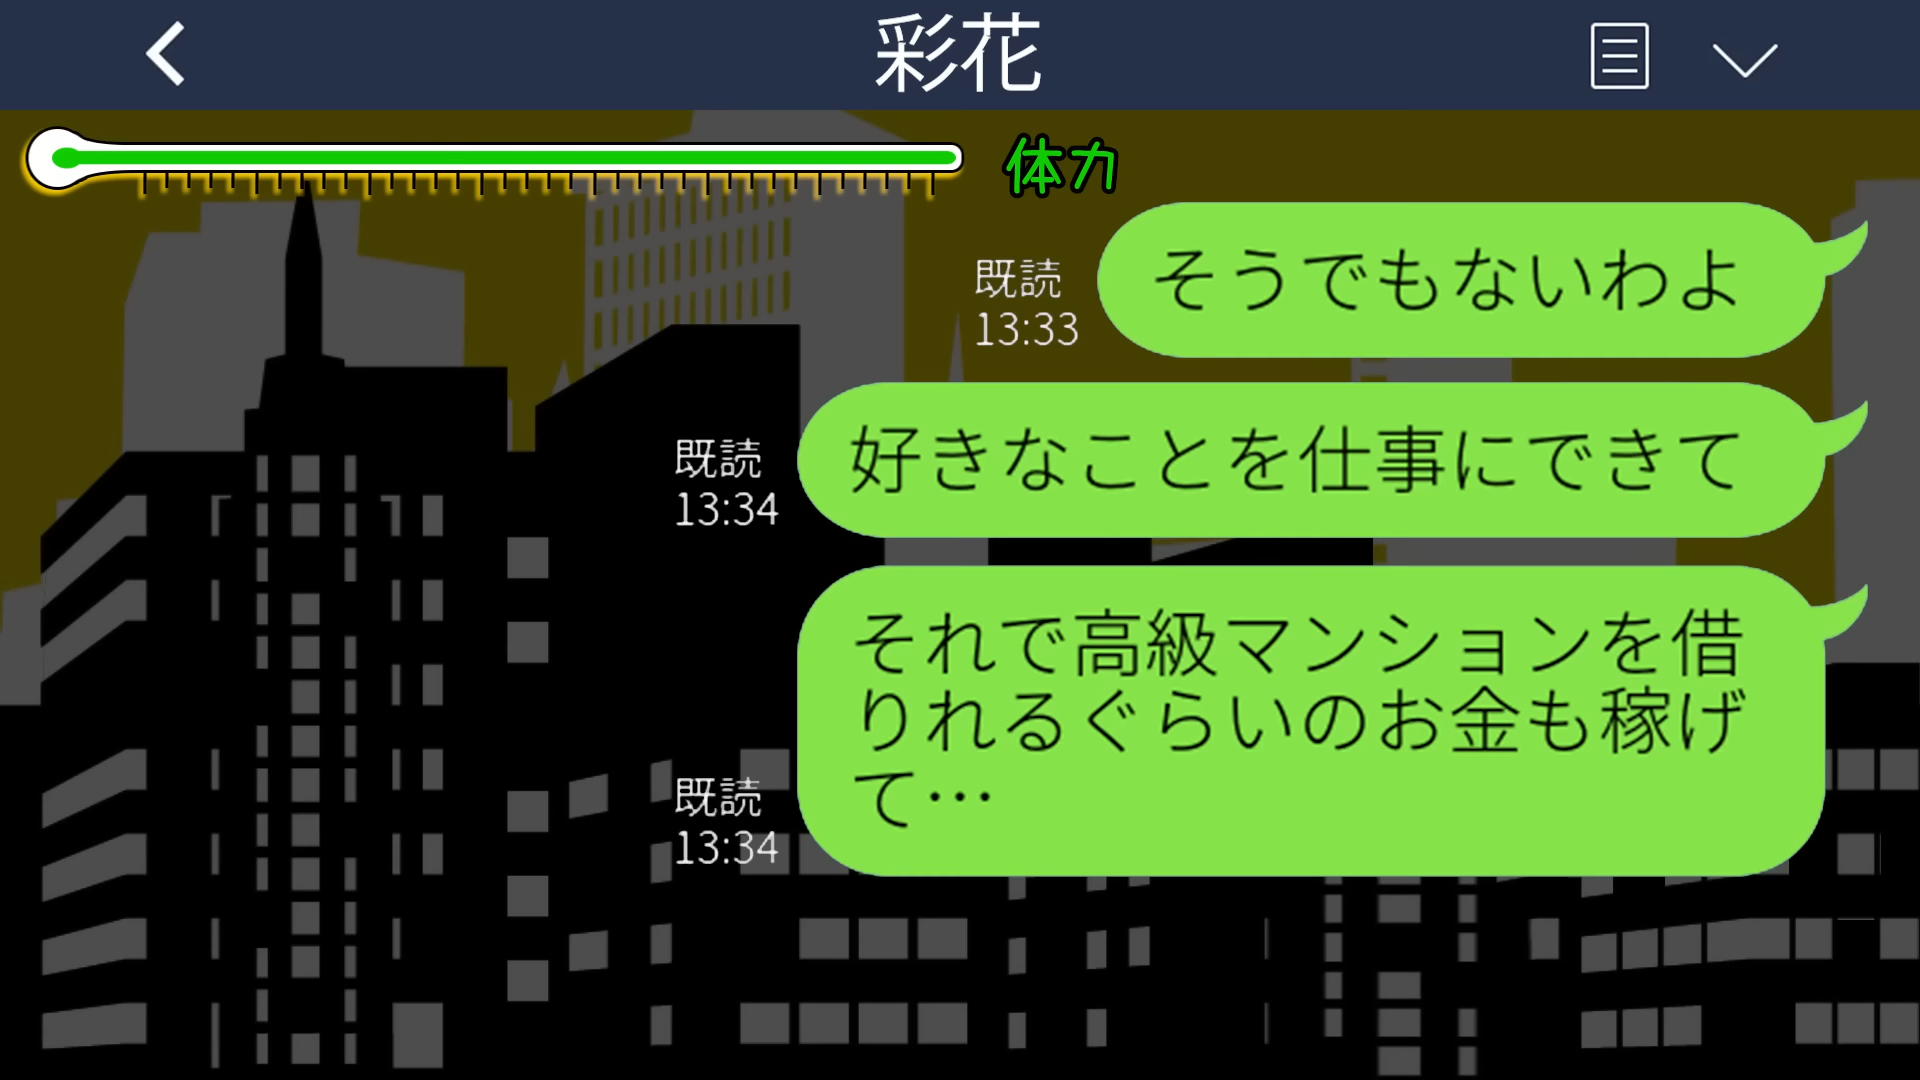 彩花
体力
そうでもないわよ
既読
13:33
好きなことを仕事にできて
既読
13:34
それで高級マンションを借
りれるぐらいのお金も稼げ
て…
既読
13:34